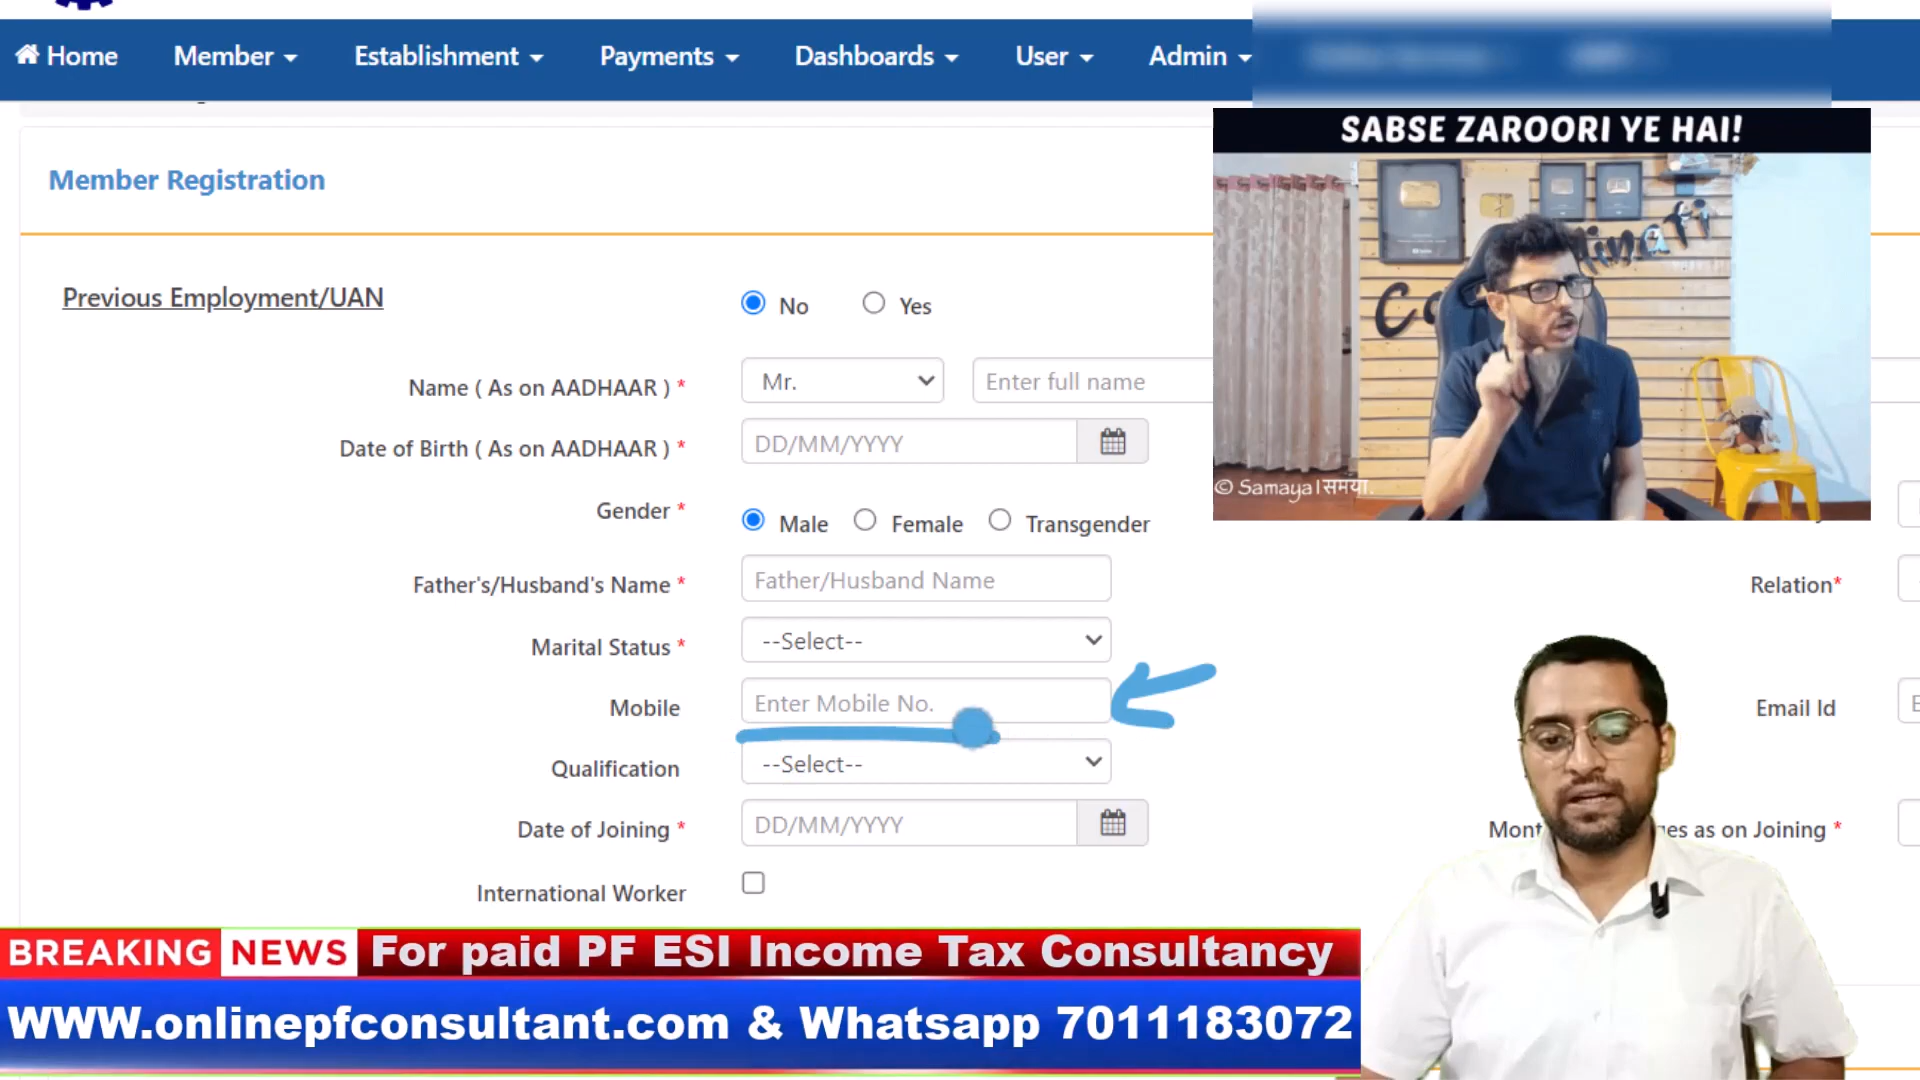 Home Member Establishment Payments Dashboards User Admin
SABSE ZAROORI YE HAI!
Member Registration
Previous Employment/UAN No Yes
Name ( As on AADHAAR ) * Mr. Enter full name
Date of Birth ( As on AADHAAR ) * DD/MM/YYYY
© Samaya।समया.
Gender * Male Female Transgender
Father's/Husband's Name * Father/Husband Name Relation*
Marital Status * --Select--
Mobile Enter Mobile No. Email Id
Qualification --Select--
Date of Joining * DD/MM/YYYY as on Joining *
International Worker
BREAKING NEWS For paid PF ESI Income Tax Consultancy
WWW.onlinepfconsultant.com & Whatsapp 7011183072